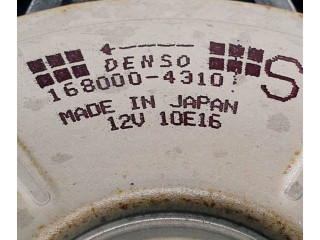 DENSO
168000-4310
S
MADE IN JAPAN
12V 10E16